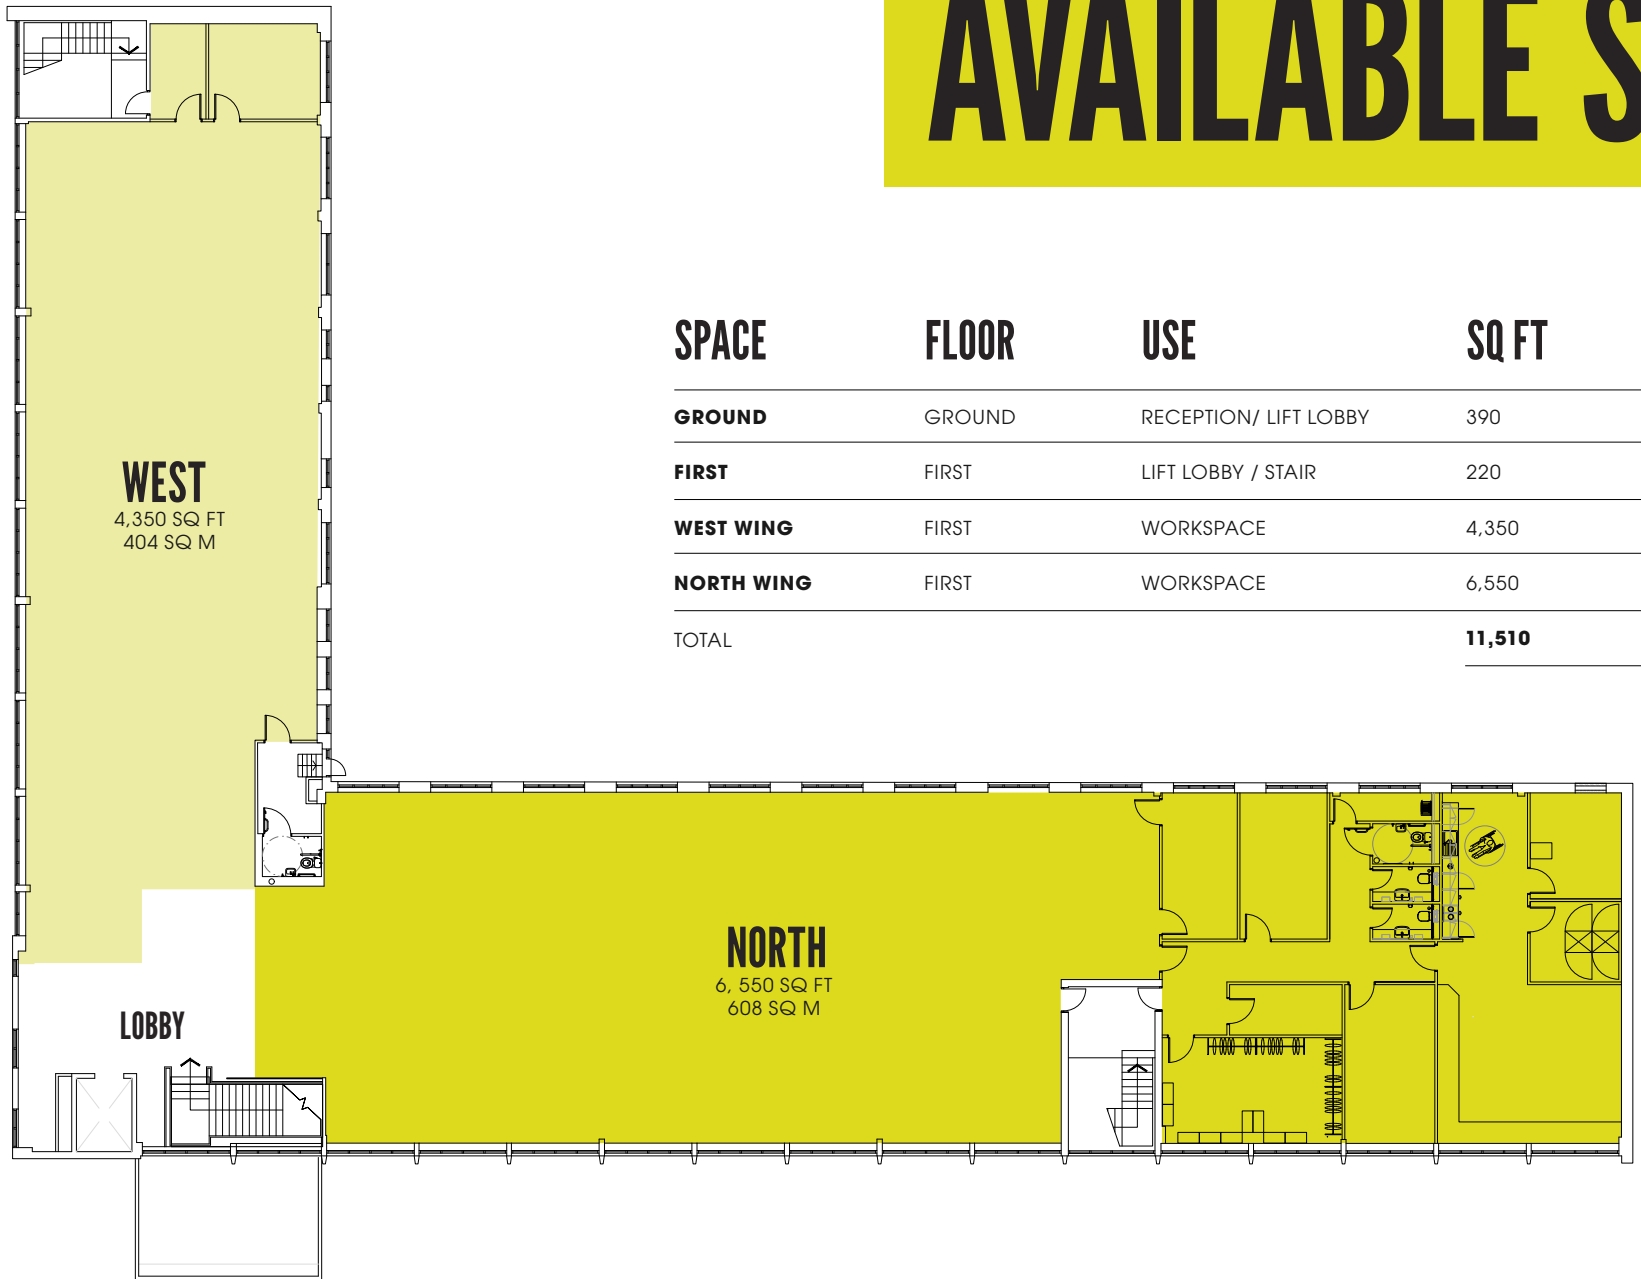 AVAILABLE S
SPACE FLOOR USE SQ FT
GROUND GROUND RECEPTION/ LIFT LOBBY 390
FIRST FIRST LIFT LOBBY / STAIR 220
WEST WING FIRST WORKSPACE 4,350
NORTH WING FIRST WORKSPACE 6,550
TOTAL 11,510
WEST
4,350 SQ FT
404 SQ M
NORTH
6, 550 SQ FT
608 SQ M
LOBBY